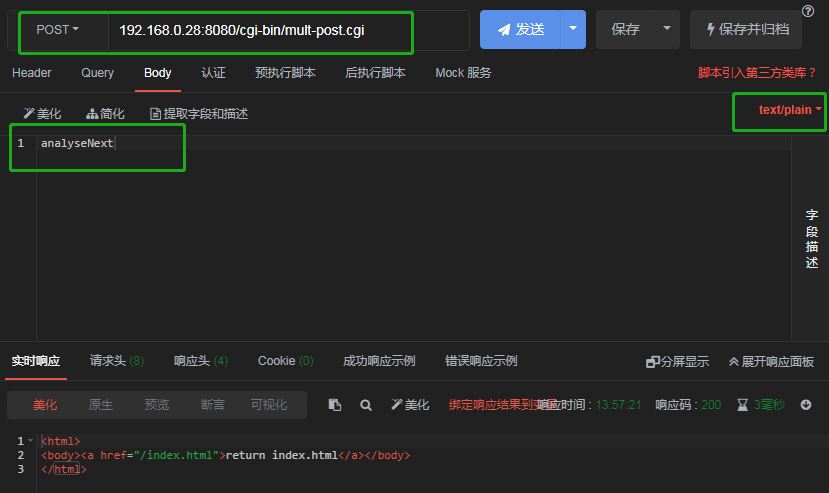 POST 192.168.0.28:8080/cgi-bin/mult-post.cgi 发送 保存 保存并归档
Header Query Body 认证 预执行脚本 后执行脚本 Mock 服务 脚本引入第三方类库？
美化 简化 提取字段和描述 text/plain
1 analyseNext
字段描述
实时响应 请求头 (8) 响应头 (4) Cookie (0) 成功响应示例 错误响应示例 分屏显示 展开响应面板
美化 原生 预览 断言 可视化 美化 绑定响应结果到变 响应时间 : 13:57:21 响应码 : 200 3毫秒
1 <html>
2 <body><a href="/index.html">return index.html</a></body>
3 </html>